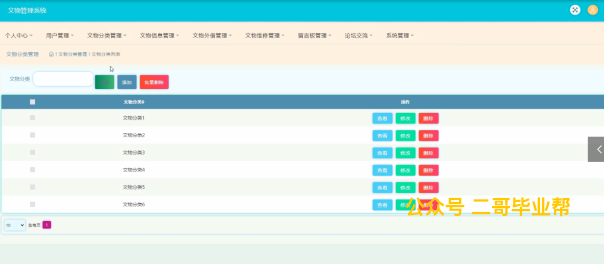 文物管理系统
个人中心 用户管理 文物分类管理 文物信息管理 文物外借管理 文物维修管理 留言板管理 论坛交流 系统管理
文物分类管理 文物分类管理 文物分类列表
文物分类 添加 批量删除
文物分类 操作
文物分类1 查看 修改 删除
文物分类2 查看 修改 删除
文物分类3 查看 修改 删除
文物分类4 查看 修改 删除
文物分类5 查看 修改 删除
文物分类6 查看 修改 删除
公众号 二哥毕业帮
10 1